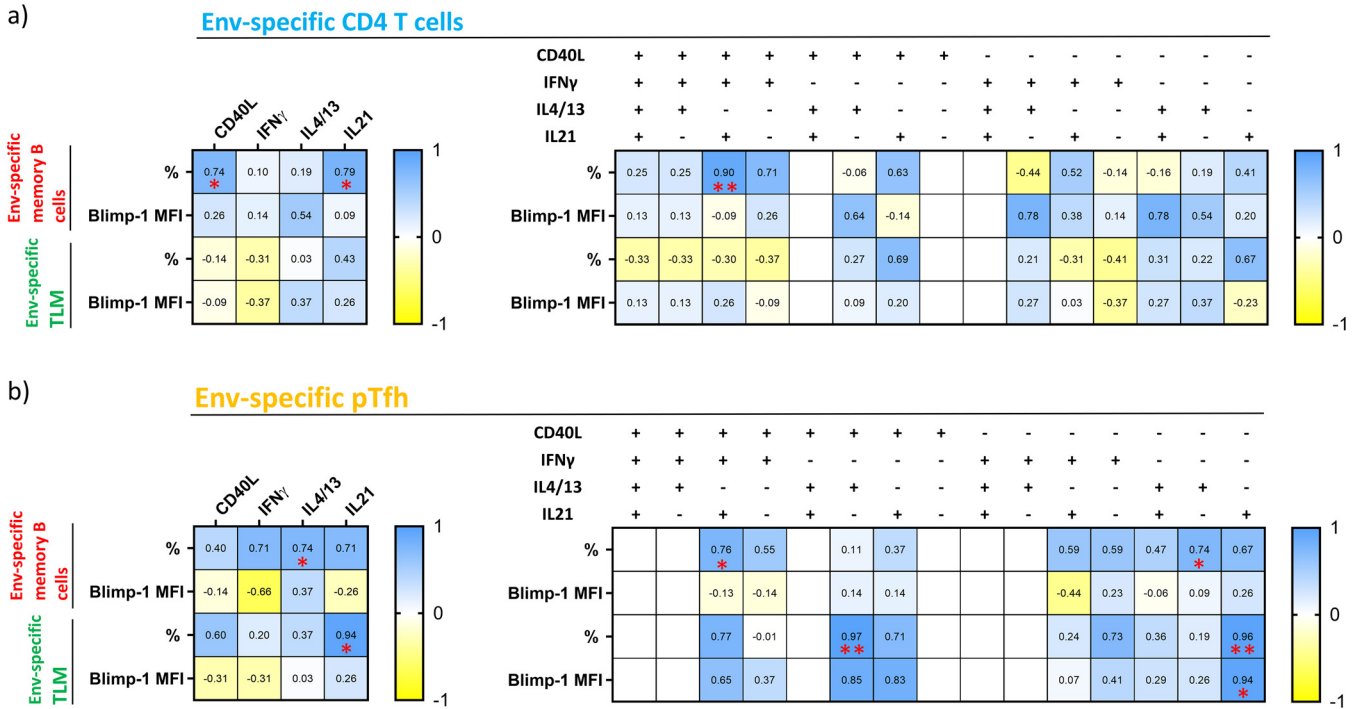 a)
Env-specific CD4 T cells
CD40L + + + + + + + + - - - - - - -
IFNγ + + + + - - - - + + + + - - -
IL4/13 + + - - + + - - + + - - + + -
IL21 + - + - + - + - + - + - + - +
CD40L IFNγ IL4/13 IL21
Env-specific memory B cells
% 0.74 0.10 0.19 0.79 0.25 0.25 0.90 0.71 -0.06 0.63 -0.44 0.52 -0.14 -0.16 0.19 0.41
* * **
Blimp-1 MFI 0.26 0.14 0.54 0.09 0.13 0.13 -0.09 0.26 0.64 -0.14 0.78 0.38 0.14 0.78 0.54 0.20
Env-specific TLM
% -0.14 -0.31 0.03 0.43 -0.33 -0.33 -0.30 -0.37 0.27 0.69 0.21 -0.31 -0.41 0.31 0.22 0.67
Blimp-1 MFI -0.09 -0.37 0.37 0.26 0.13 0.13 0.26 -0.09 0.09 0.20 0.27 0.03 -0.37 0.27 0.37 -0.23
1 0 -1
1 0 -1
b)
Env-specific pTfh
CD40L + + + + + + + + - - - - - - -
IFNγ + + + + - - - - + + + + - - -
IL4/13 + + - - + + - - + + - - + + -
IL21 + - + - + - + - + - + - + - +
CD40L IFNγ IL4/13 IL21
Env-specific memory B cells
% 0.40 0.71 0.74 0.71 0.76 0.55 0.11 0.37 0.59 0.59 0.47 0.74 0.67
* * *
Blimp-1 MFI -0.14 -0.66 0.37 -0.26 -0.13 -0.14 0.14 0.14 -0.44 0.23 -0.06 0.09 0.26
Env-specific TLM
% 0.60 0.20 0.37 0.94 0.77 -0.01 0.97 0.71 0.24 0.73 0.36 0.19 0.96
* ** **
Blimp-1 MFI -0.31 -0.31 0.03 0.26 0.65 0.37 0.85 0.83 0.07 0.41 0.29 0.26 0.94
*
1 0 -1
1 0 -1